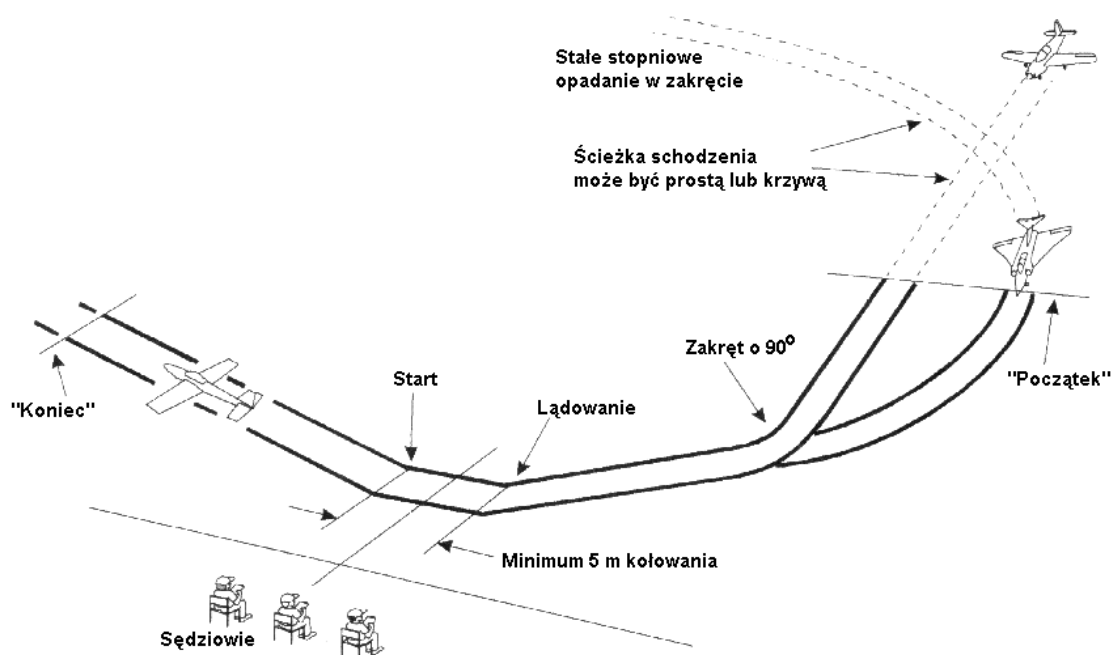 Stałe stopniowe
opadanie w zakręcie
Ścieżka schodzenia
może być prostą lub krzywą
Zakręt o 90°
"Początek"
Start
"Koniec"
Lądowanie
Minimum 5 m kołowania
Sędziowie